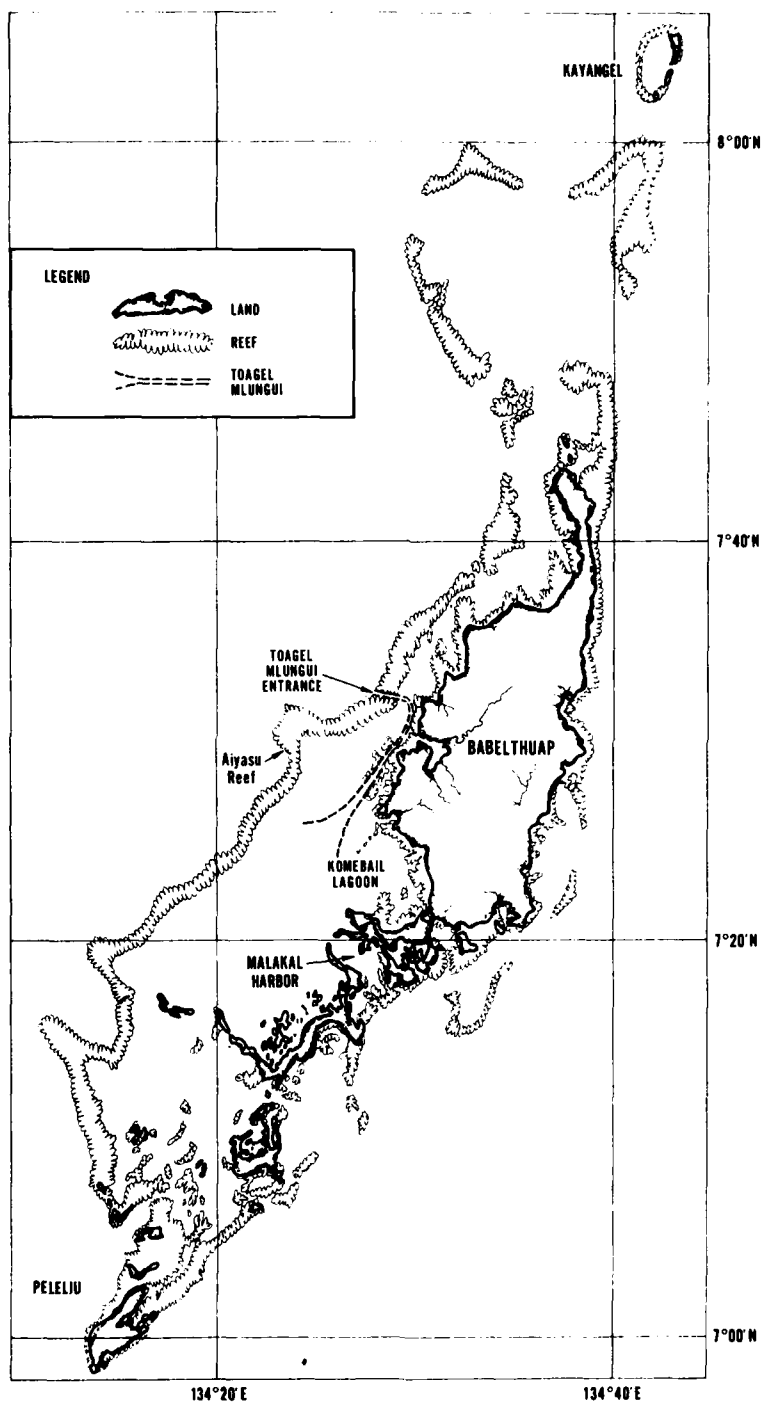 KAYANGEL
8°00'N
LEGEND
LAND
REEF
TOAGEL
MLUNGUI
7°40'N
TOAGEL
MLUNGUI
ENTRANCE
Aiyasu
Reef
BABELTHUAP
KOMEBAIL
LAGOON
7°20'N
MALAKAL
HARBOR
PELELIU
7°00'N
134°20'E
134°40'E